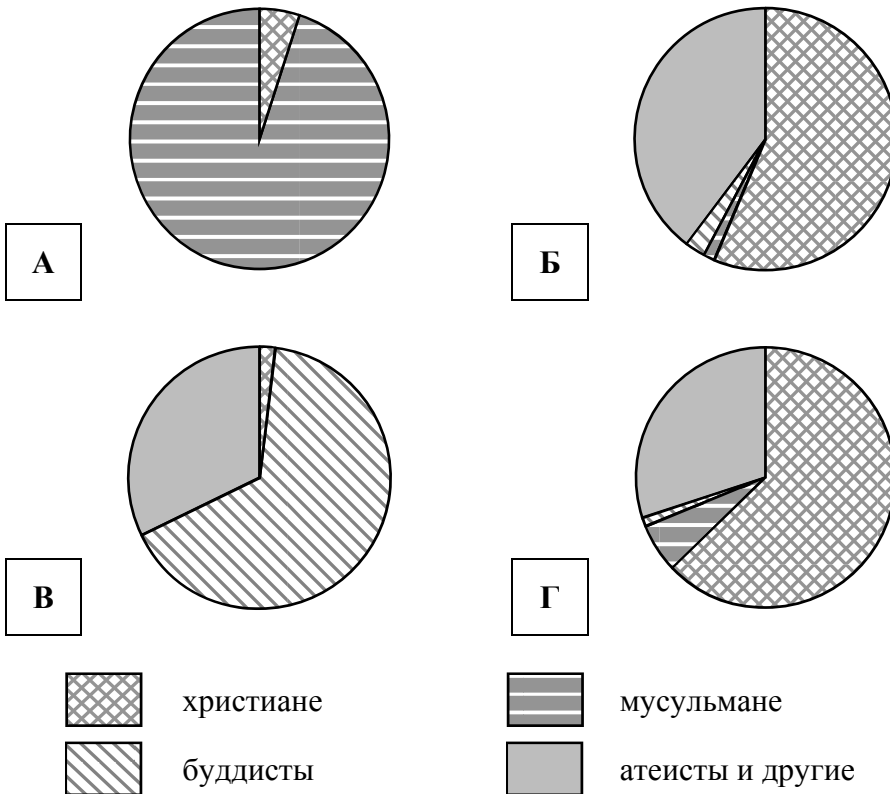 А
Б
В
Г
христиане
мусульмане
буддисты
атеисты и другие